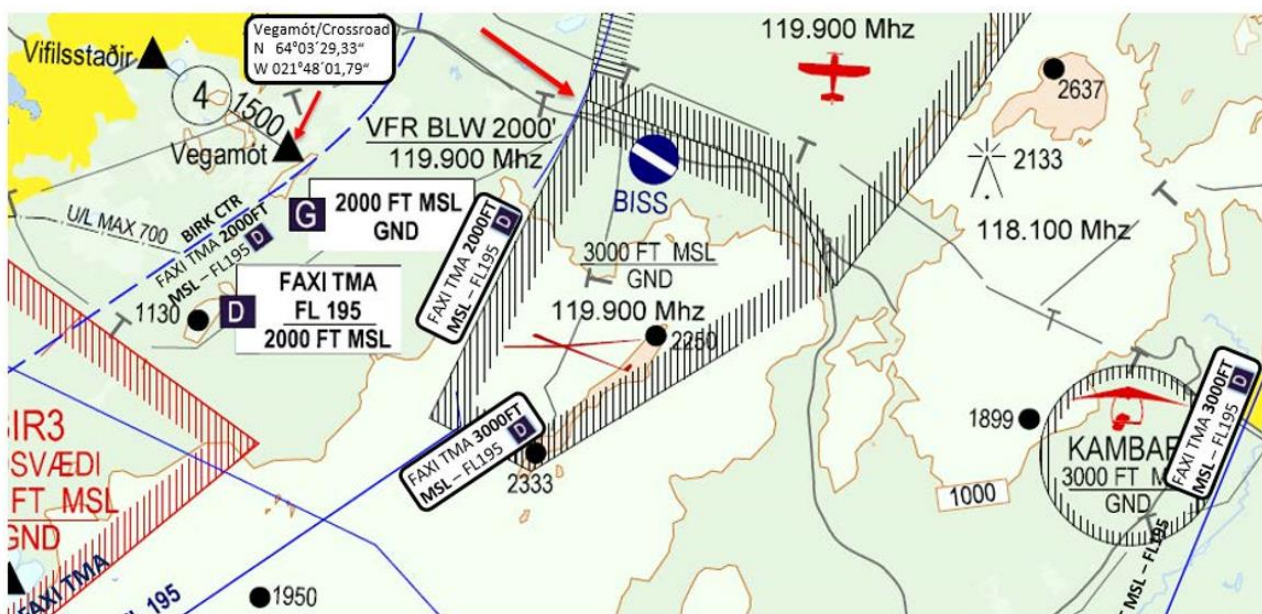 Vífilsstaðir
4
1500
Vegamót
Vegamót/Crossroad
N 64°03´29,33“
W 021°48´01,79“
119.900 Mhz
2637
2133
118.100 Mhz
VFR BLW 2000'
119.900 Mhz
BISS
U/L MAX 700
BIRK CTR
FAXI TMA 2000FT
MSL – FL195 D
G
2000 FT MSL
GND
FAXI TMA 2000FT
MSL – FL195 D
3000 FT MSL
GND
119.900 Mhz
1130
D
FAXI TMA
FL 195
2000 FT MSL
2250
FAXI TMA 3000FT
MSL – FL195 D
2333
1899
1000
KAMBAR
3000 FT
GND
FAXI TMA 3000FT
MSL – FL195 D
MSL – FL195
FT MSL
GND
FAXI TMA
195
1950